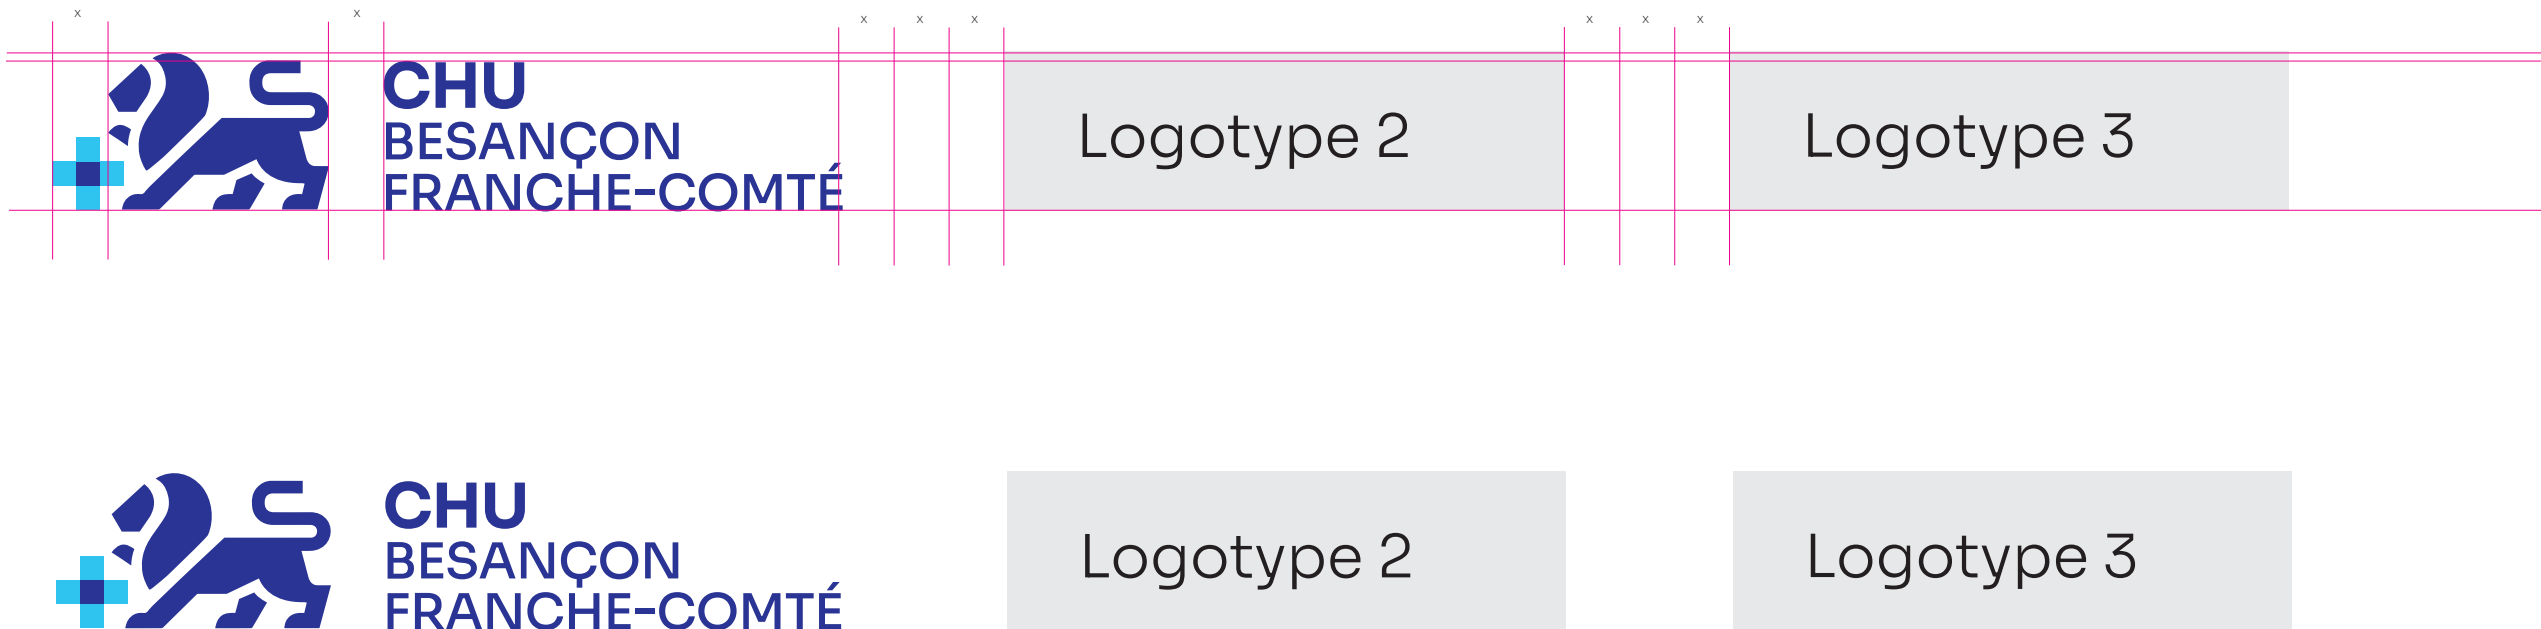 x x x x x x x x
CHU
BESANÇON
FRANCHE-COMTÉ
Logotype 2
Logotype 3
CHU
BESANÇON
FRANCHE-COMTÉ
Logotype 2
Logotype 3